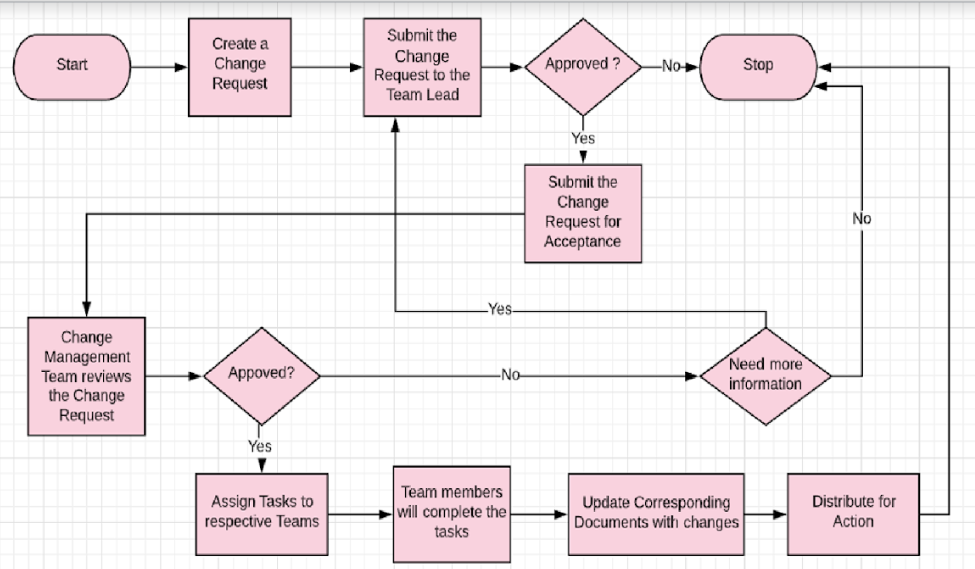 Start
Create a
Change
Request
Submit the
Change
Request to the
Team Lead
Approved ?
No
Stop
Yes
Submit the
Change
Request for
Acceptance
No
Yes
Change
Management
Team reviews
the Change
Request
Appoved?
No
Need more
information
Yes
Assign Tasks to
respective Teams
Team members
will complete the
tasks
Update Corresponding
Documents with changes
Distribute for
Action